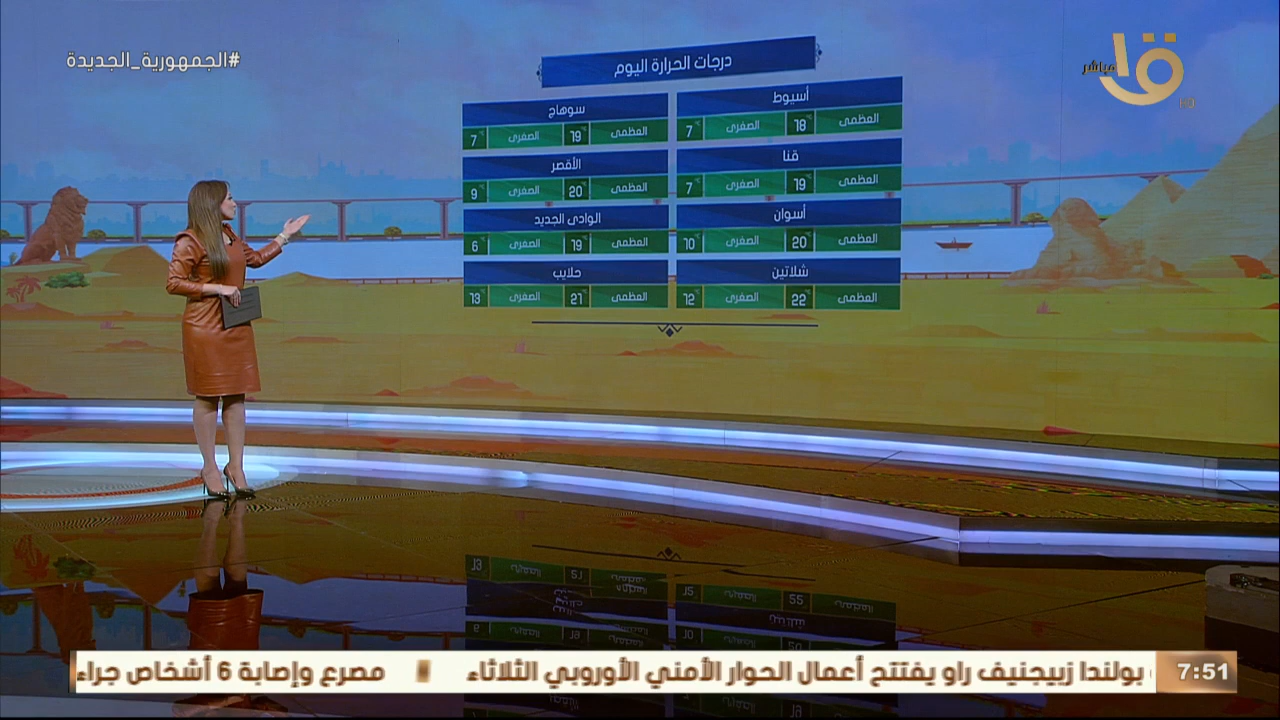 #الجمهورية_الجديدة
مباشر
HD
درجات الحرارة اليوم
أسيوط
العظمى 18 الصغرى 7
سوهاج
العظمى 19 الصغرى 7
قنا
العظمى 19 الصغرى 7
الأقصر
العظمى 20 الصغرى 9
أسوان
العظمى 20 الصغرى 10
الوادى الجديد
العظمى 19 الصغرى 6
شلاتين
العظمى 22 الصغرى 12
حلايب
العظمى 21 الصغرى 13
7:51 بولندا زبيجنيف راو يفتتح أعمال الحوار الأمني الأوروبي الثلاثاء مصرع وإصابة 6 أشخاص جراء